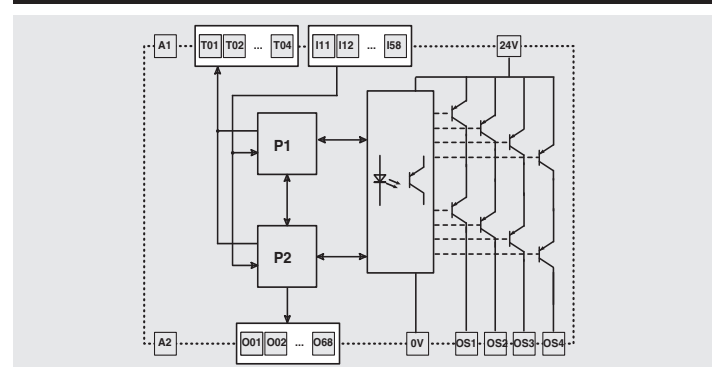 A1 T01 T02 ... T04 I11 I12 ... I58 24V
P1
P2
A2 O01 O02 ... O68 0V OS1 OS2 OS3 OS4